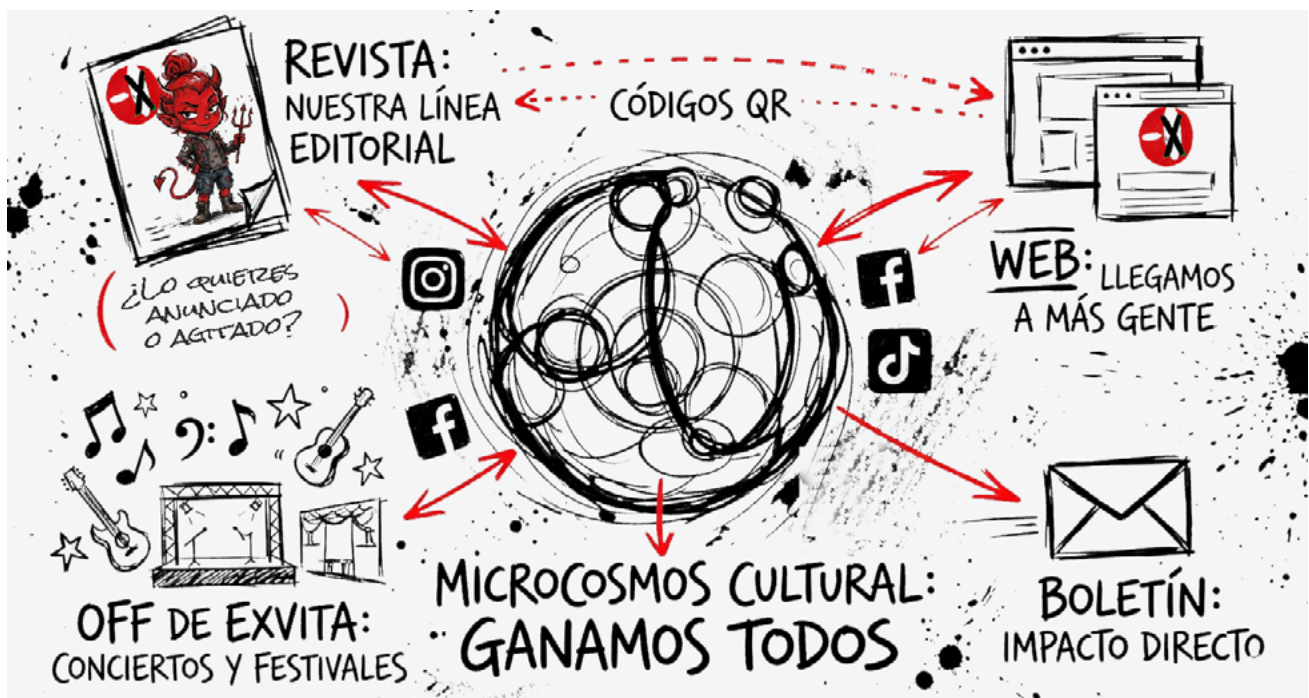 REVISTA:
NUESTRA LÍNEA
EDITORIAL
CÓDIGOS QR
-X
-X
WEB: LLEGAMOS
A MÁS GENTE
¿LO QUIERES
ANUNCIADO
O AGITADO?
OFF DE EXVITA:
CONCIERTOS Y FESTIVALES
MICROCOSMOS CULTURAL:
GANAMOS TODOS
BOLETÍN:
IMPACTO DIRECTO